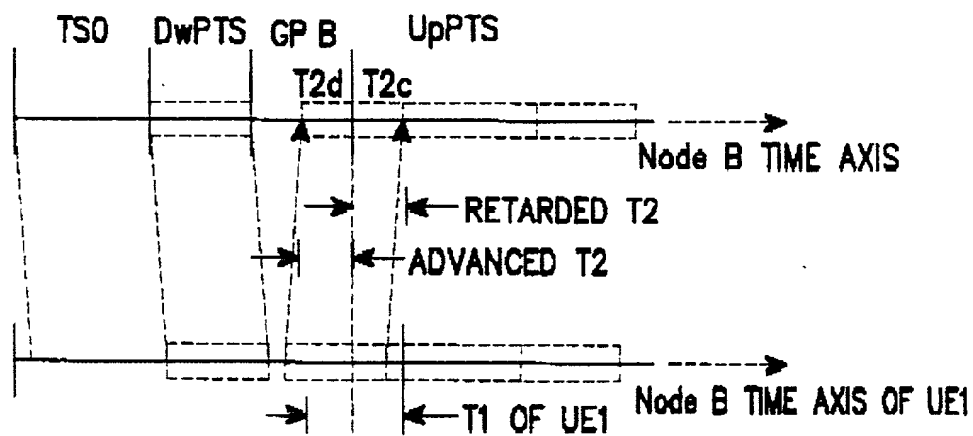 TS0 DwPTS GP B UpPTS
T2d T2c
Node B TIME AXIS
RETARDED T2
ADVANCED T2
Node B TIME AXIS OF UE1
T1 OF UE1